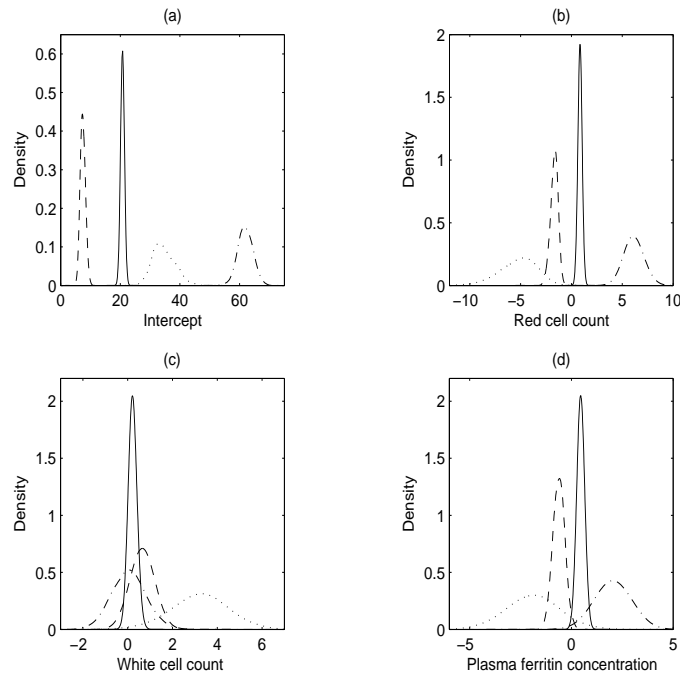 (a)
0.6
0.5
0.4
0.3
0.2
0.1
0
Density
0 20 40 60
Intercept
(b)
2
1.5
1
0.5
0
Density
−10 −5 0 5 10
Red cell count
(c)
2
1.5
1
0.5
0
Density
−2 0 2 4 6
White cell count
(d)
2
1.5
1
0.5
0
Density
−5 0 5
Plasma ferritin concentration